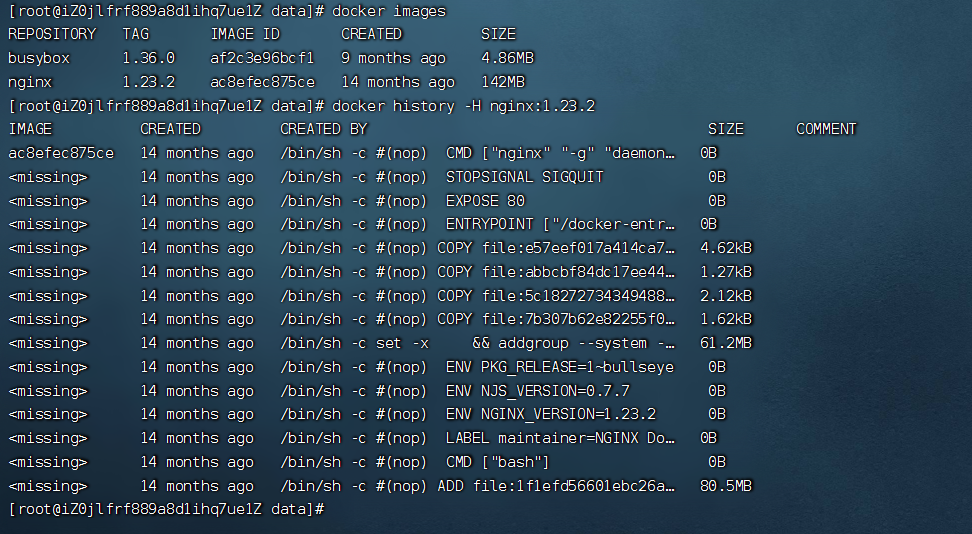 [root@iZ0jlfrf889a8d1ihq7ue1Z data]# docker images
REPOSITORY   TAG       IMAGE ID       CREATED         SIZE
busybox      1.36.0    af2c3e96bcf1   9 months ago    4.86MB
nginx        1.23.2    ac8efec875ce   14 months ago   142MB
[root@iZ0jlfrf889a8d1ihq7ue1Z data]# docker history -H nginx:1.23.2
IMAGE          CREATED         CREATED BY                                      SIZE      COMMENT
ac8efec875ce   14 months ago   /bin/sh -c #(nop)  CMD ["nginx" "-g" "daemon…   0B
<missing>      14 months ago   /bin/sh -c #(nop)  STOPSIGNAL SIGQUIT           0B
<missing>      14 months ago   /bin/sh -c #(nop)  EXPOSE 80                    0B
<missing>      14 months ago   /bin/sh -c #(nop)  ENTRYPOINT ["/docker-entr…   0B
<missing>      14 months ago   /bin/sh -c #(nop) COPY file:e57eef017a414ca7…   4.62kB
<missing>      14 months ago   /bin/sh -c #(nop) COPY file:abbcbf84dc17ee44…   1.27kB
<missing>      14 months ago   /bin/sh -c #(nop) COPY file:5c18272734349488…   2.12kB
<missing>      14 months ago   /bin/sh -c #(nop) COPY file:7b307b62e82255f0…   1.62kB
<missing>      14 months ago   /bin/sh -c set -x     && addgroup --system -…   61.2MB
<missing>      14 months ago   /bin/sh -c #(nop)  ENV PKG_RELEASE=1~bullseye   0B
<missing>      14 months ago   /bin/sh -c #(nop)  ENV NJS_VERSION=0.7.7        0B
<missing>      14 months ago   /bin/sh -c #(nop)  ENV NGINX_VERSION=1.23.2     0B
<missing>      14 months ago   /bin/sh -c #(nop)  LABEL maintainer=NGINX Do…   0B
<missing>      14 months ago   /bin/sh -c #(nop)  CMD ["bash"]                 0B
<missing>      14 months ago   /bin/sh -c #(nop) ADD file:1f1efd56601ebc26a…   80.5MB
[root@iZ0jlfrf889a8d1ihq7ue1Z data]#